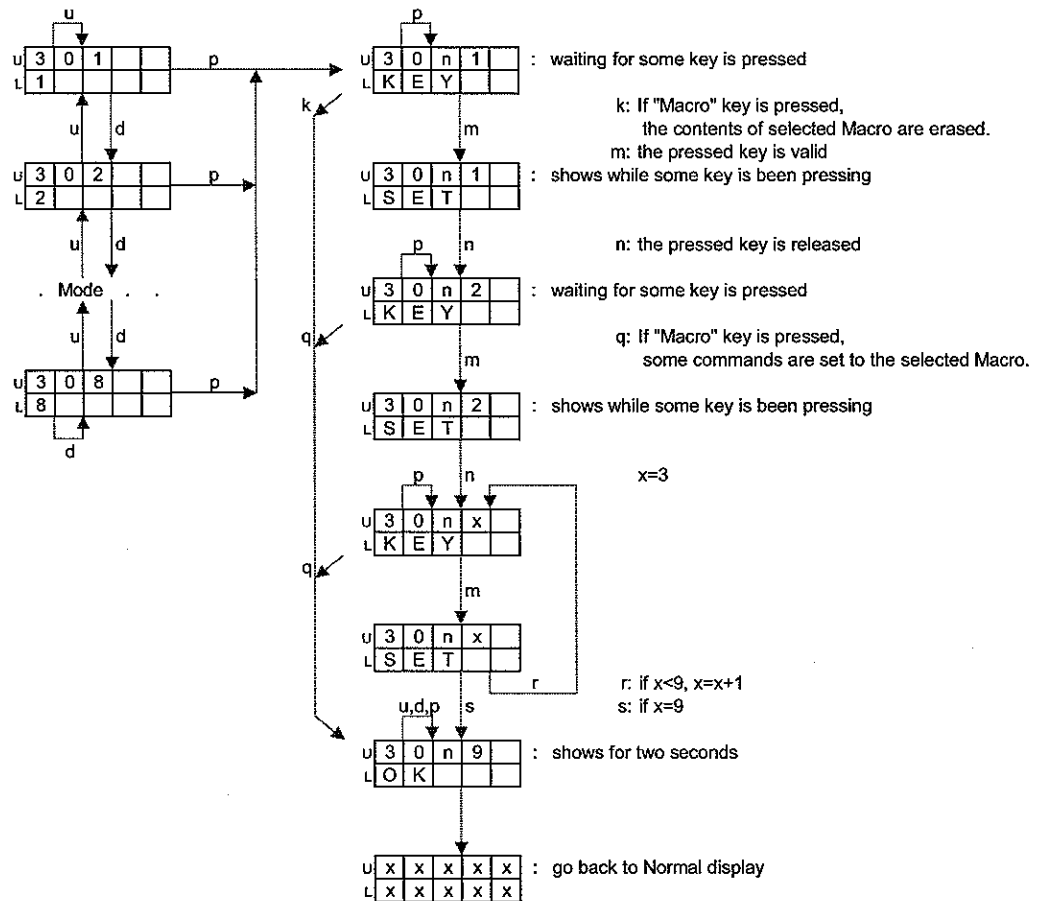 u
p
U 3 0 1
L 1
p
U 3 0 n 1
L K E Y
: waiting for some key is pressed
k
k: If "Macro" key is pressed,
the contents of selected Macro are erased.
u
d
m
m: the pressed key is valid
U 3 0 2
L 2
p
U 3 0 n 1
L S E T
: shows while some key is been pressing
u
d
p
n
n: the pressed key is released
. Mode . .
U 3 0 n 2
L K E Y
: waiting for some key is pressed
u
d
q
q: If "Macro" key is pressed,
some commands are set to the selected Macro.
m
U 3 0 8
L 8
p
d
U 3 0 n 2
L S E T
: shows while some key is been pressing
p
n
x=3
U 3 0 n x
L K E Y
q
m
U 3 0 n x
L S E T
r
r: if x<9, x=x+1
s: if x=9
u,d,p
s
U 3 0 n 9
L O K
: shows for two seconds
U x x x x x
L x x x x x
: go back to Normal display